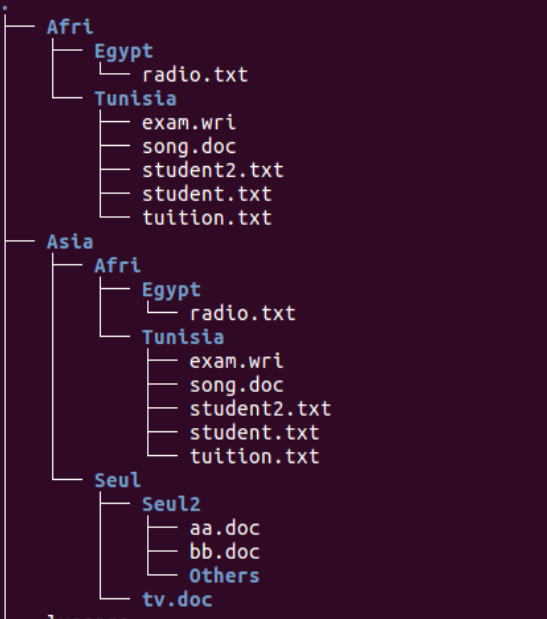 .
Afri
Egypt
radio.txt
Tunisia
exam.wri
song.doc
student2.txt
student.txt
tuition.txt
Asia
Afri
Egypt
radio.txt
Tunisia
exam.wri
song.doc
student2.txt
student.txt
tuition.txt
Seul
Seul2
aa.doc
bb.doc
Others
tv.doc